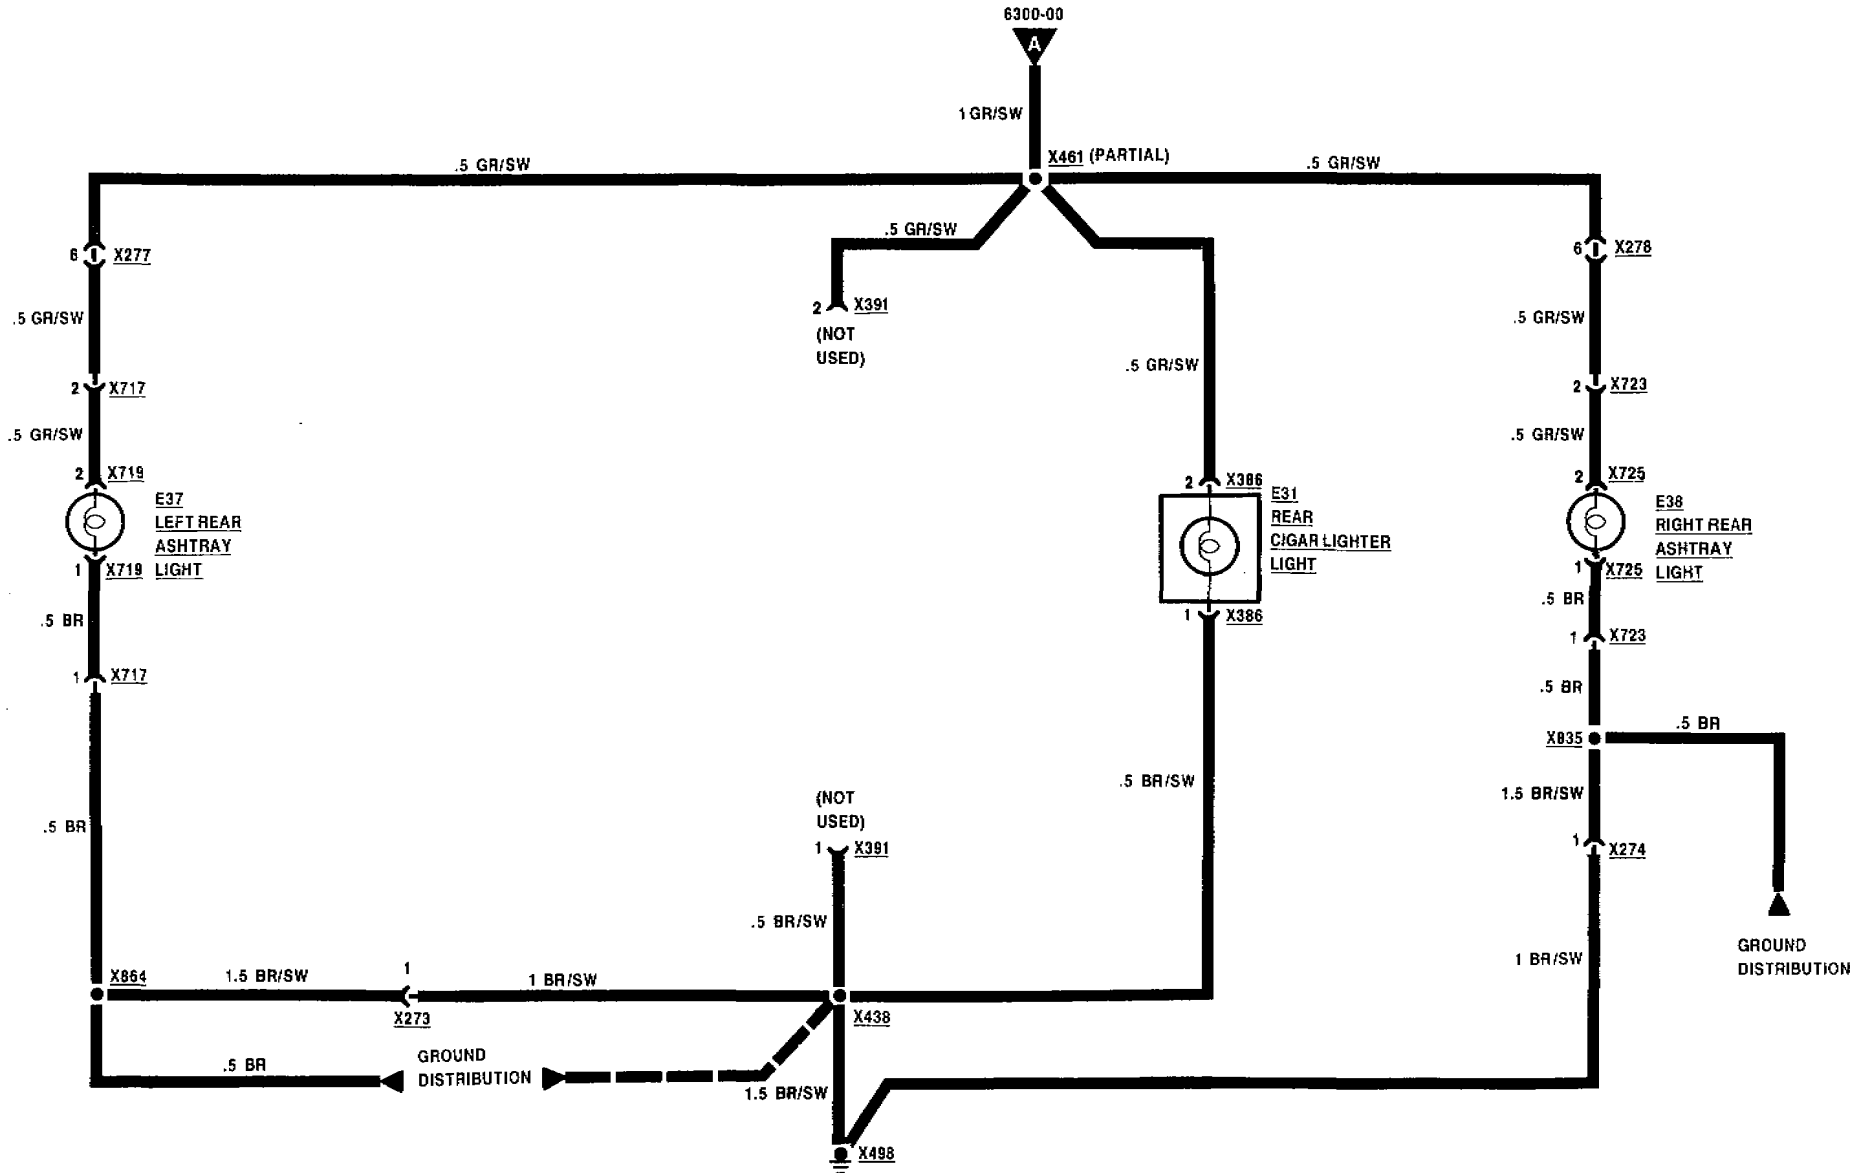 6300-00
A
1 GR/SW
X461 (PARTIAL)
.5 GR/SW
.5 GR/SW
.5 GR/SW
6 X277
6 X278
2 X391
(NOT
USED)
.5 GR/SW
.5 GR/SW
.5 GR/SW
2 X717
2 X723
.5 GR/SW
.5 GR/SW
2 X719
2 X386
2 X725
E37
LEFT REAR
ASHTRAY
LIGHT
E31
REAR
CIGAR LIGHTER
LIGHT
E38
RIGHT REAR
ASHTRAY
LIGHT
1 X719
1 X725
.5 BR
.5 BR
1 X386
1 X723
1 X717
.5 BR
X835
.5 BR
.5 BR/SW
1.5 BR/SW
(NOT
USED)
1 X391
.5 BR
1 X274
.5 BR/SW
GROUND
DISTRIBUTION
1 BR/SW
X864
1.5 BR/SW
1
X273
1 BR/SW
X438
.5 BR
GROUND
DISTRIBUTION
1.5 BR/SW
X498